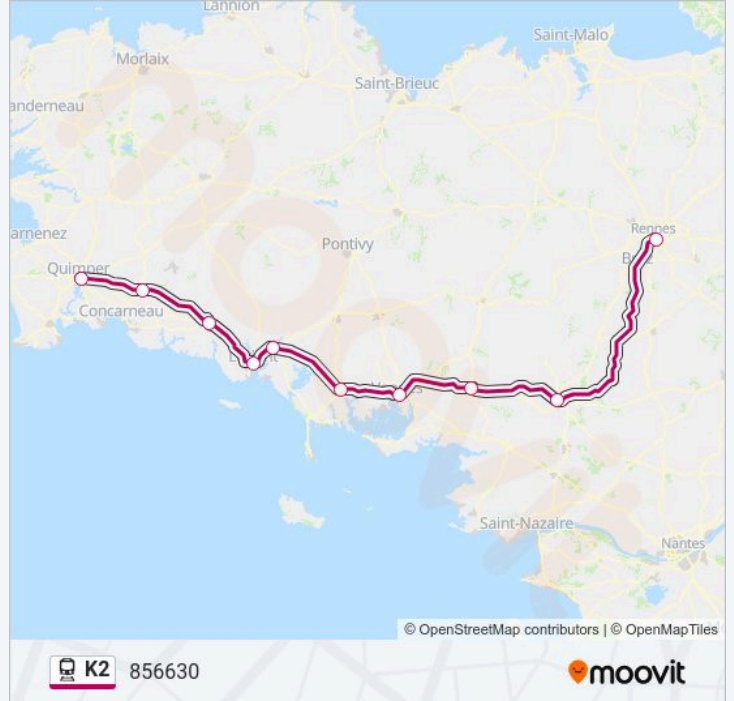 Lannion
Saint-Malo
Morlaix
Saint-Brieuc
anderneau
Rennes
arnenez
Pontivy
Quimper
Concarneau
Saint-Nazaire
Nantes
© OpenStreetMap contributors | © OpenMapTiles
K2 856630 moovit